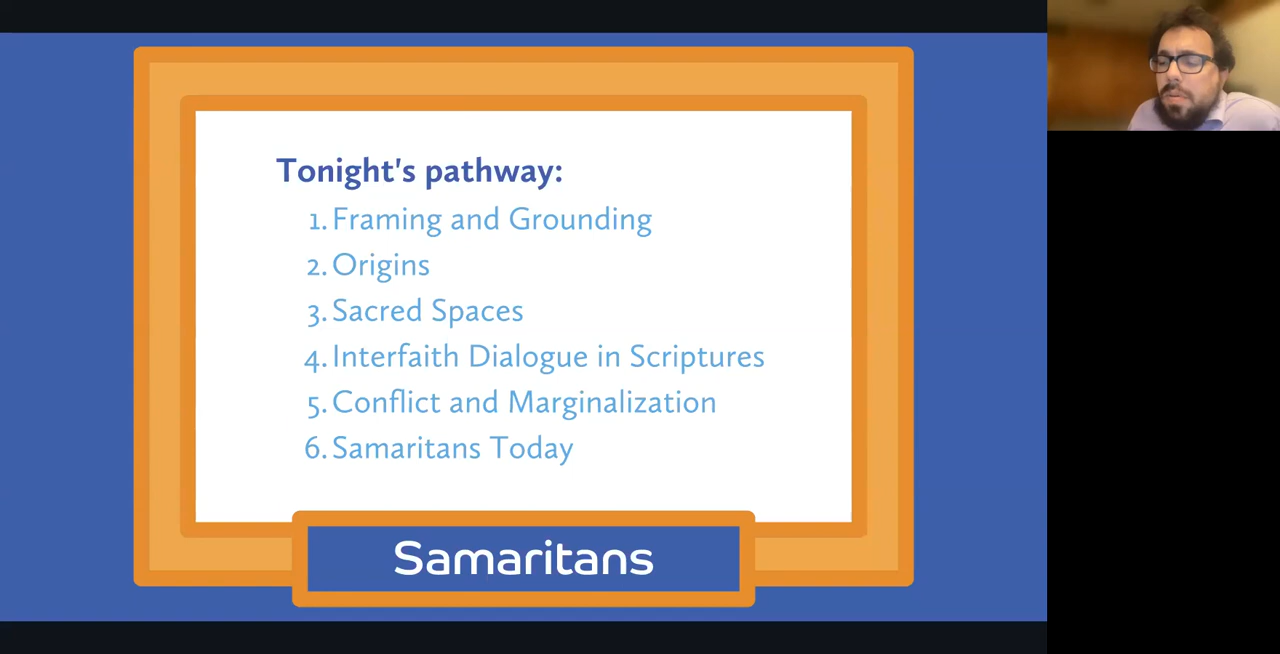 Tonight's pathway:
1. Framing and Grounding
2. Origins
3. Sacred Spaces
4. Interfaith Dialogue in Scriptures
5. Conflict and Marginalization
6. Samaritans Today
Samaritans